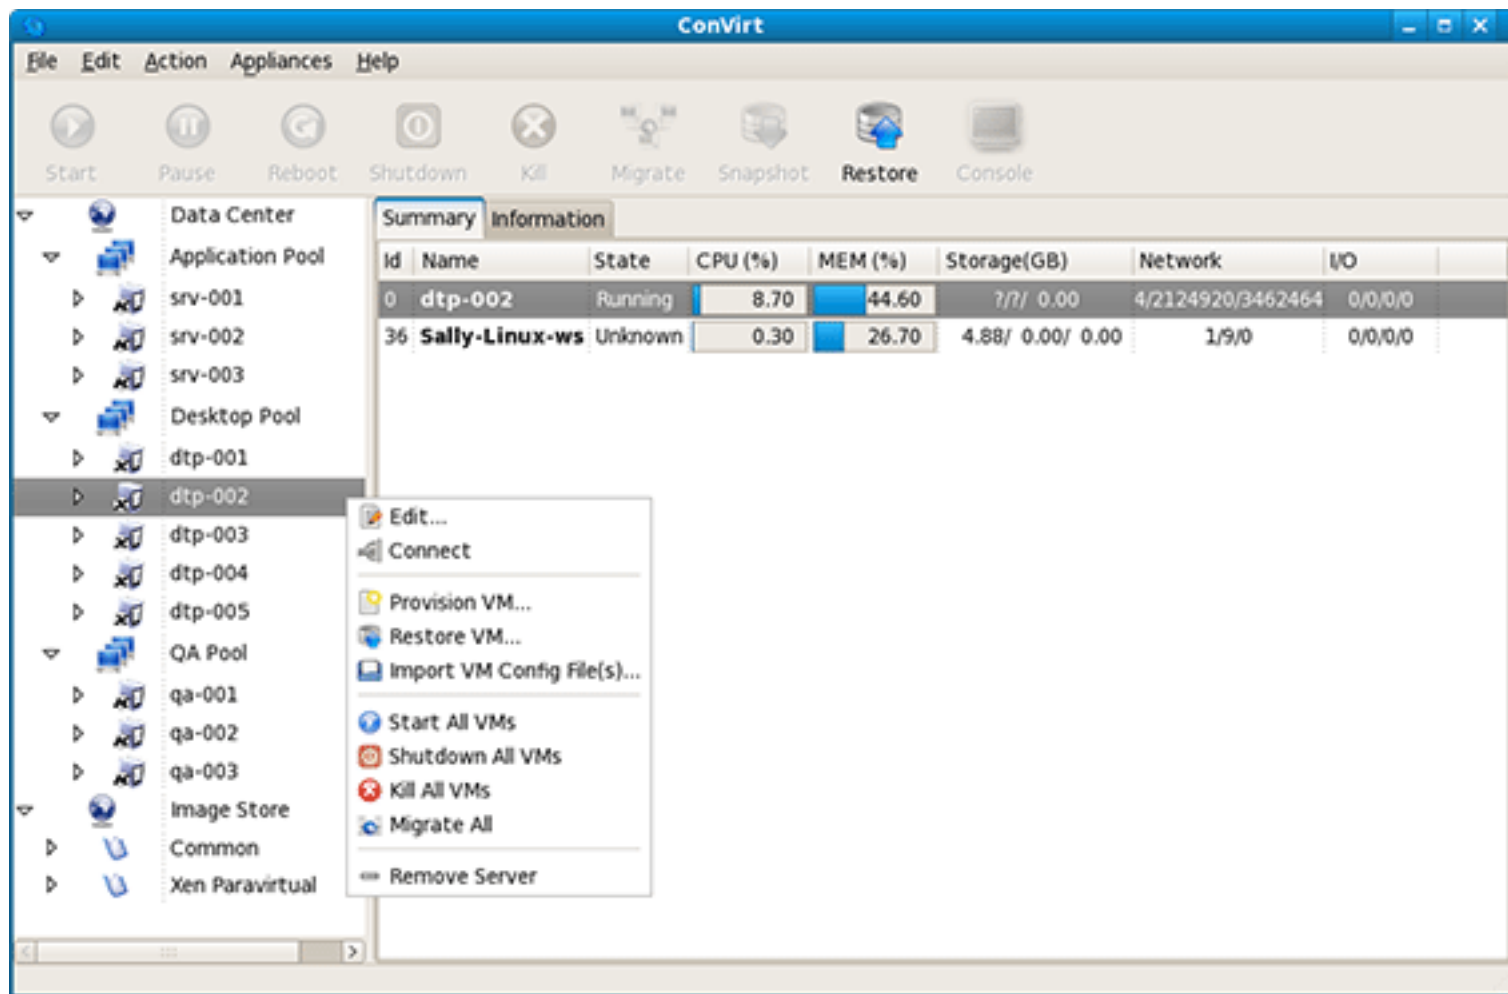 ConVirt
File Edit Action Appliances Help
Start Pause Reboot Shutdown Kill Migrate Snapshot Restore Console
Data Center
Application Pool
srv-001
srv-002
srv-003
Desktop Pool
dtp-001
dtp-002
dtp-003
dtp-004
dtp-005
QA Pool
qa-001
qa-002
qa-003
Image Store
Common
Xen Paravirtual
Summary Information
Id Name State CPU (%) MEM (%) Storage(GB) Network I/O
0 dtp-002 Running 8.70 44.60 ?/?/ 0.00 4/2124920/3462464 0/0/0/0
36 Sally-Linux-ws Unknown 0.30 26.70 4.88/ 0.00/ 0.00 1/9/0 0/0/0/0
Edit...
Connect
Provision VM...
Restore VM...
Import VM Config File(s)...
Start All VMs
Shutdown All VMs
Kill All VMs
Migrate All
Remove Server